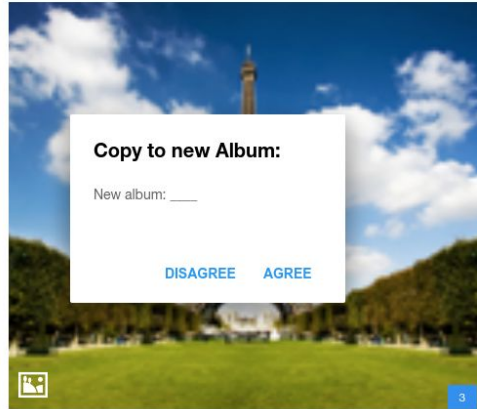 Copy to new Album:
New album: ____
DISAGREE AGREE
3